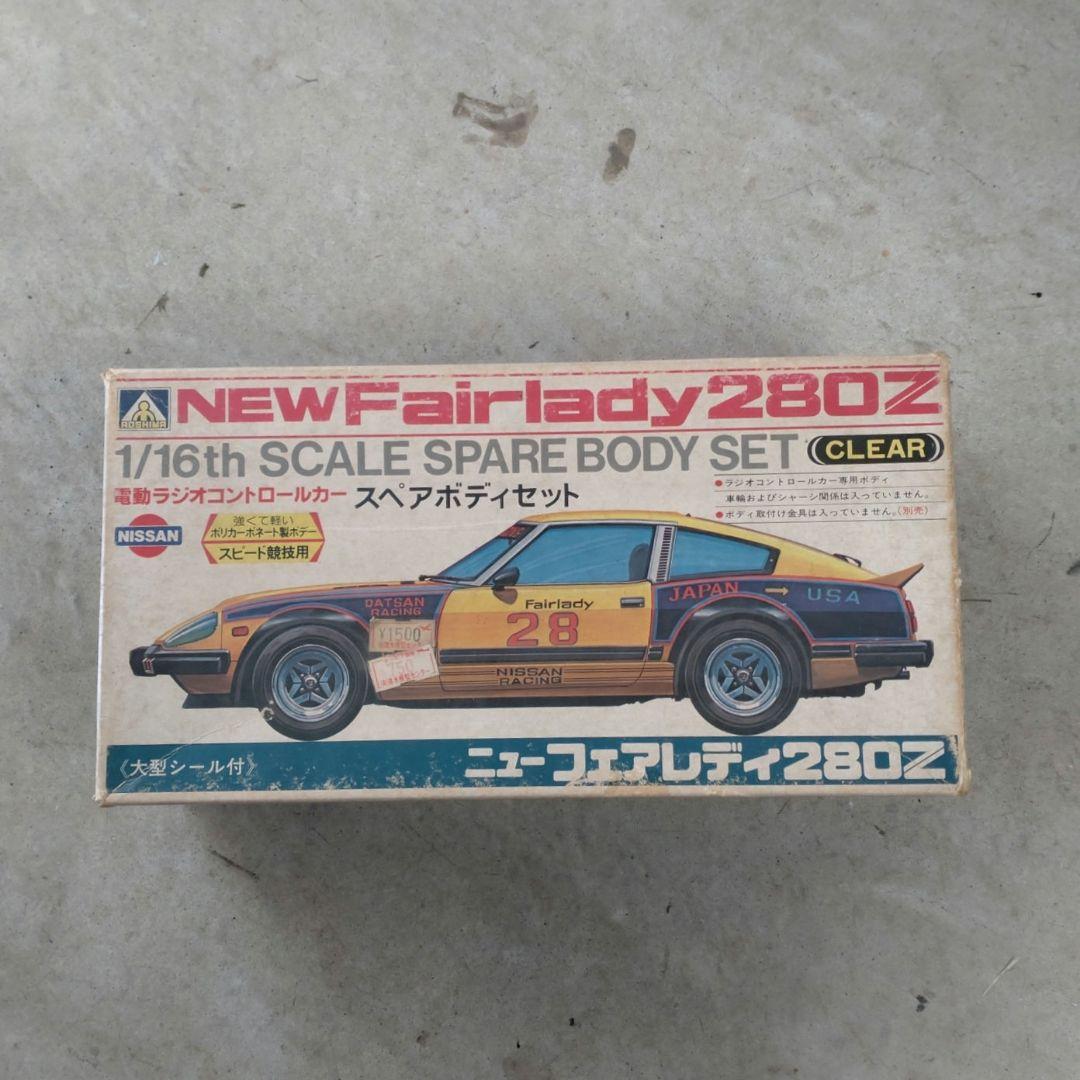 AOSHIMA
NEW Fairlady 280Z
1/16th SCALE SPARE BODY SET
CLEAR
電動ラジオコントロールカー スペアボディセット
●ラジオコントロールカー専用ボディ
車輪およびシャーシ関係は入っていません。
●ボディ取付け金具は入っていません。(別売)
NISSAN
強くて軽い
ポリカーボネート製ボデー
スピード競技用
DATSAN
RACING
Fairlady
28
JAPAN → USA
NISSAN
RACING
¥1500
750
《大型シール付》
ニューフェアレディ280Z